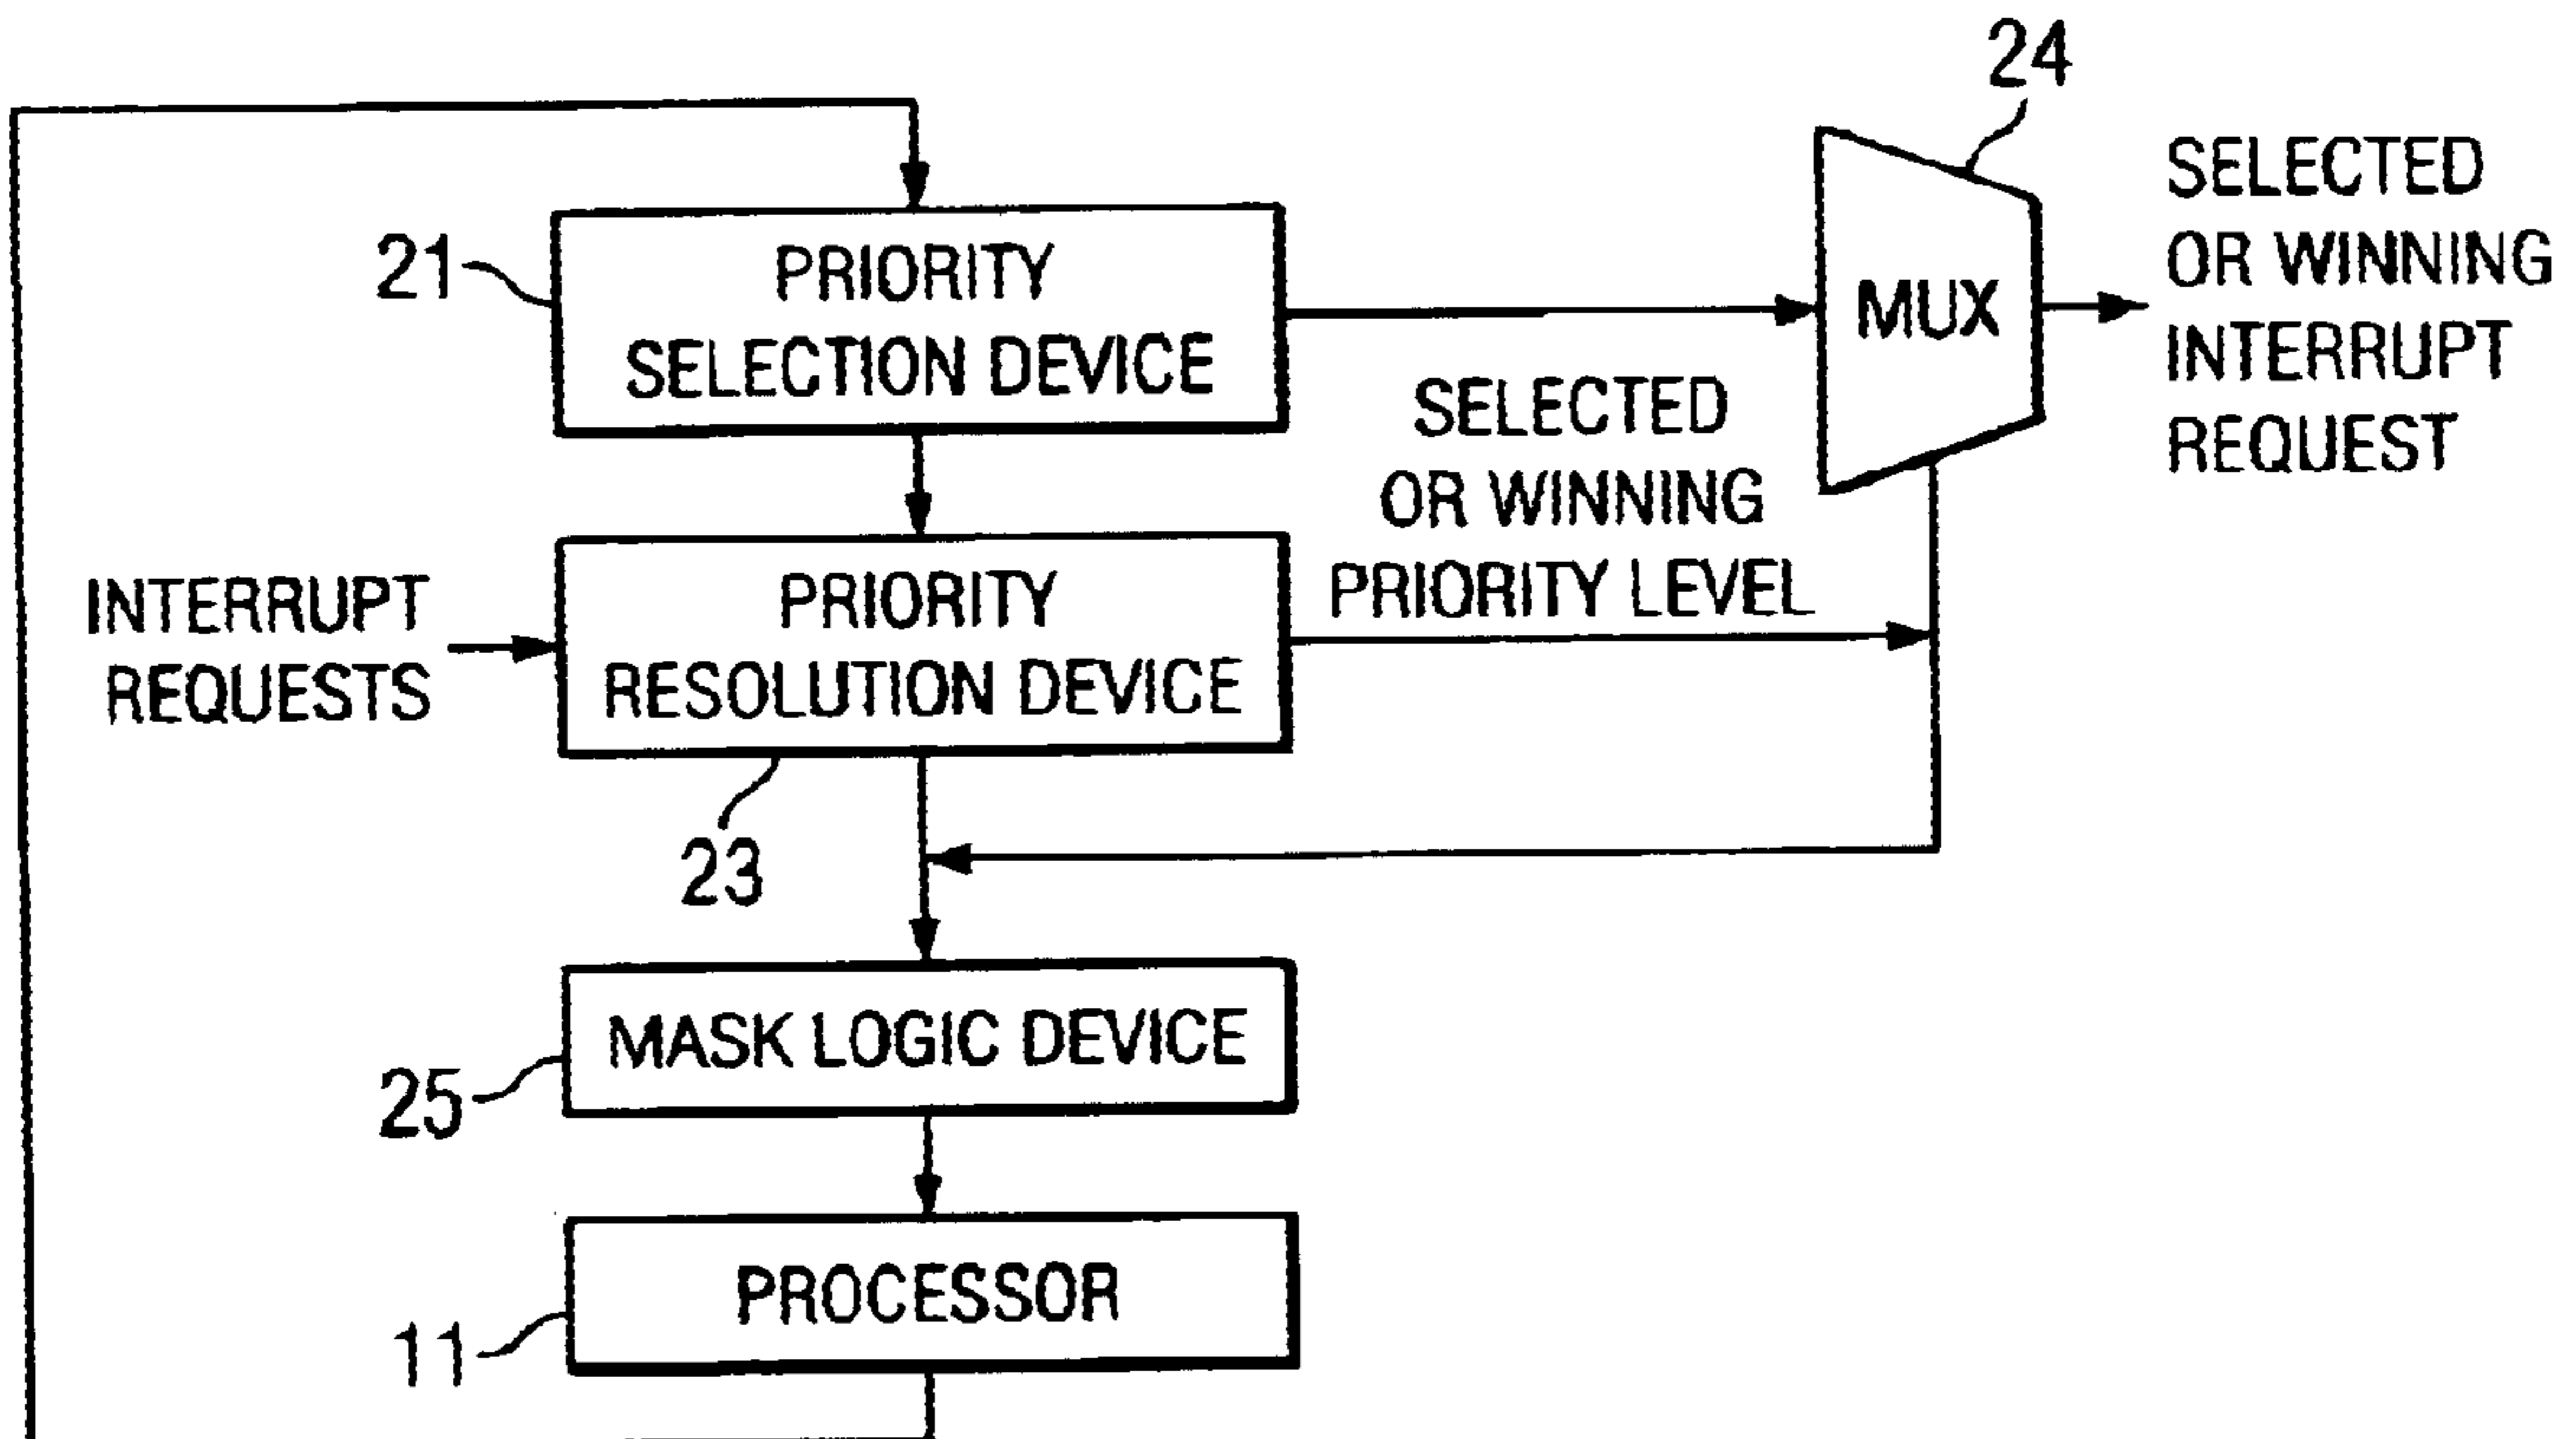 24
SELECTED
OR WINNING
INTERRUPT
REQUEST
MUX
21
PRIORITY
SELECTION DEVICE
SELECTED
OR WINNING
PRIORITY LEVEL
INTERRUPT
REQUESTS
PRIORITY
RESOLUTION DEVICE
23
MASK LOGIC DEVICE
25
PROCESSOR
11